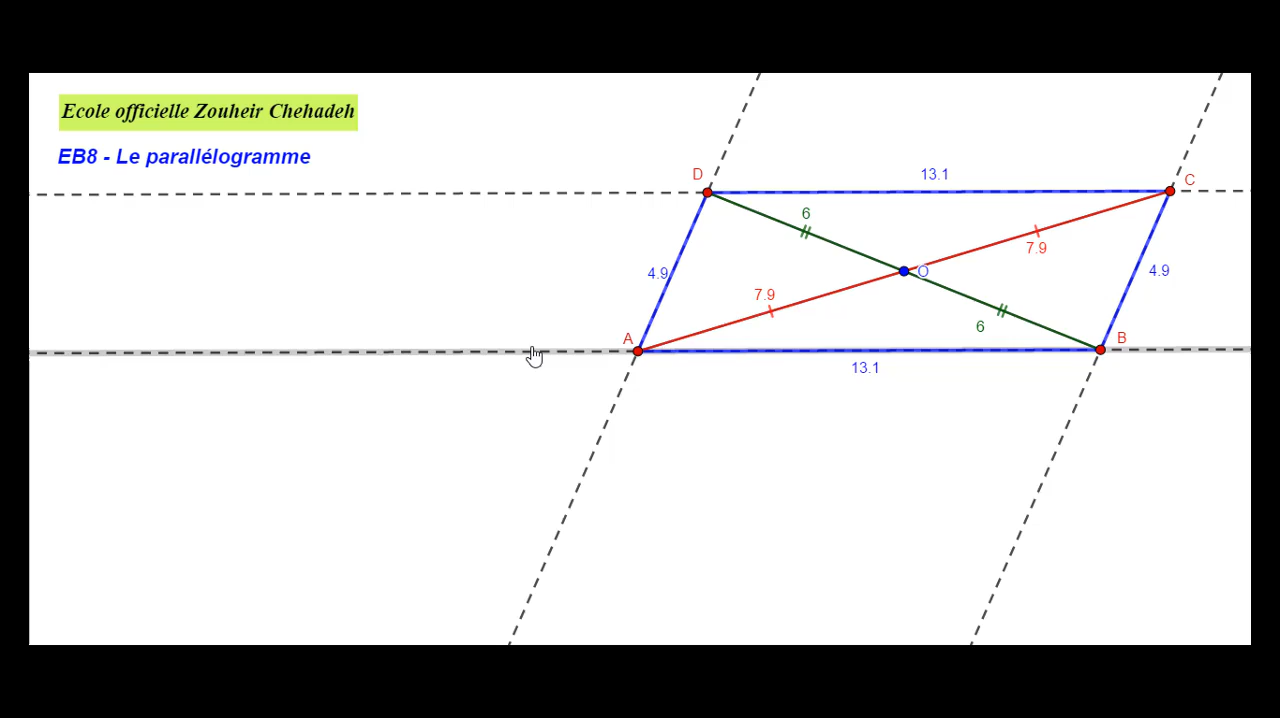 Ecole officielle Zouheir Chehadeh
EB8 - Le parallélogramme
D
13.1
C
6
7.9
4.9
O
4.9
7.9
6
A
B
13.1